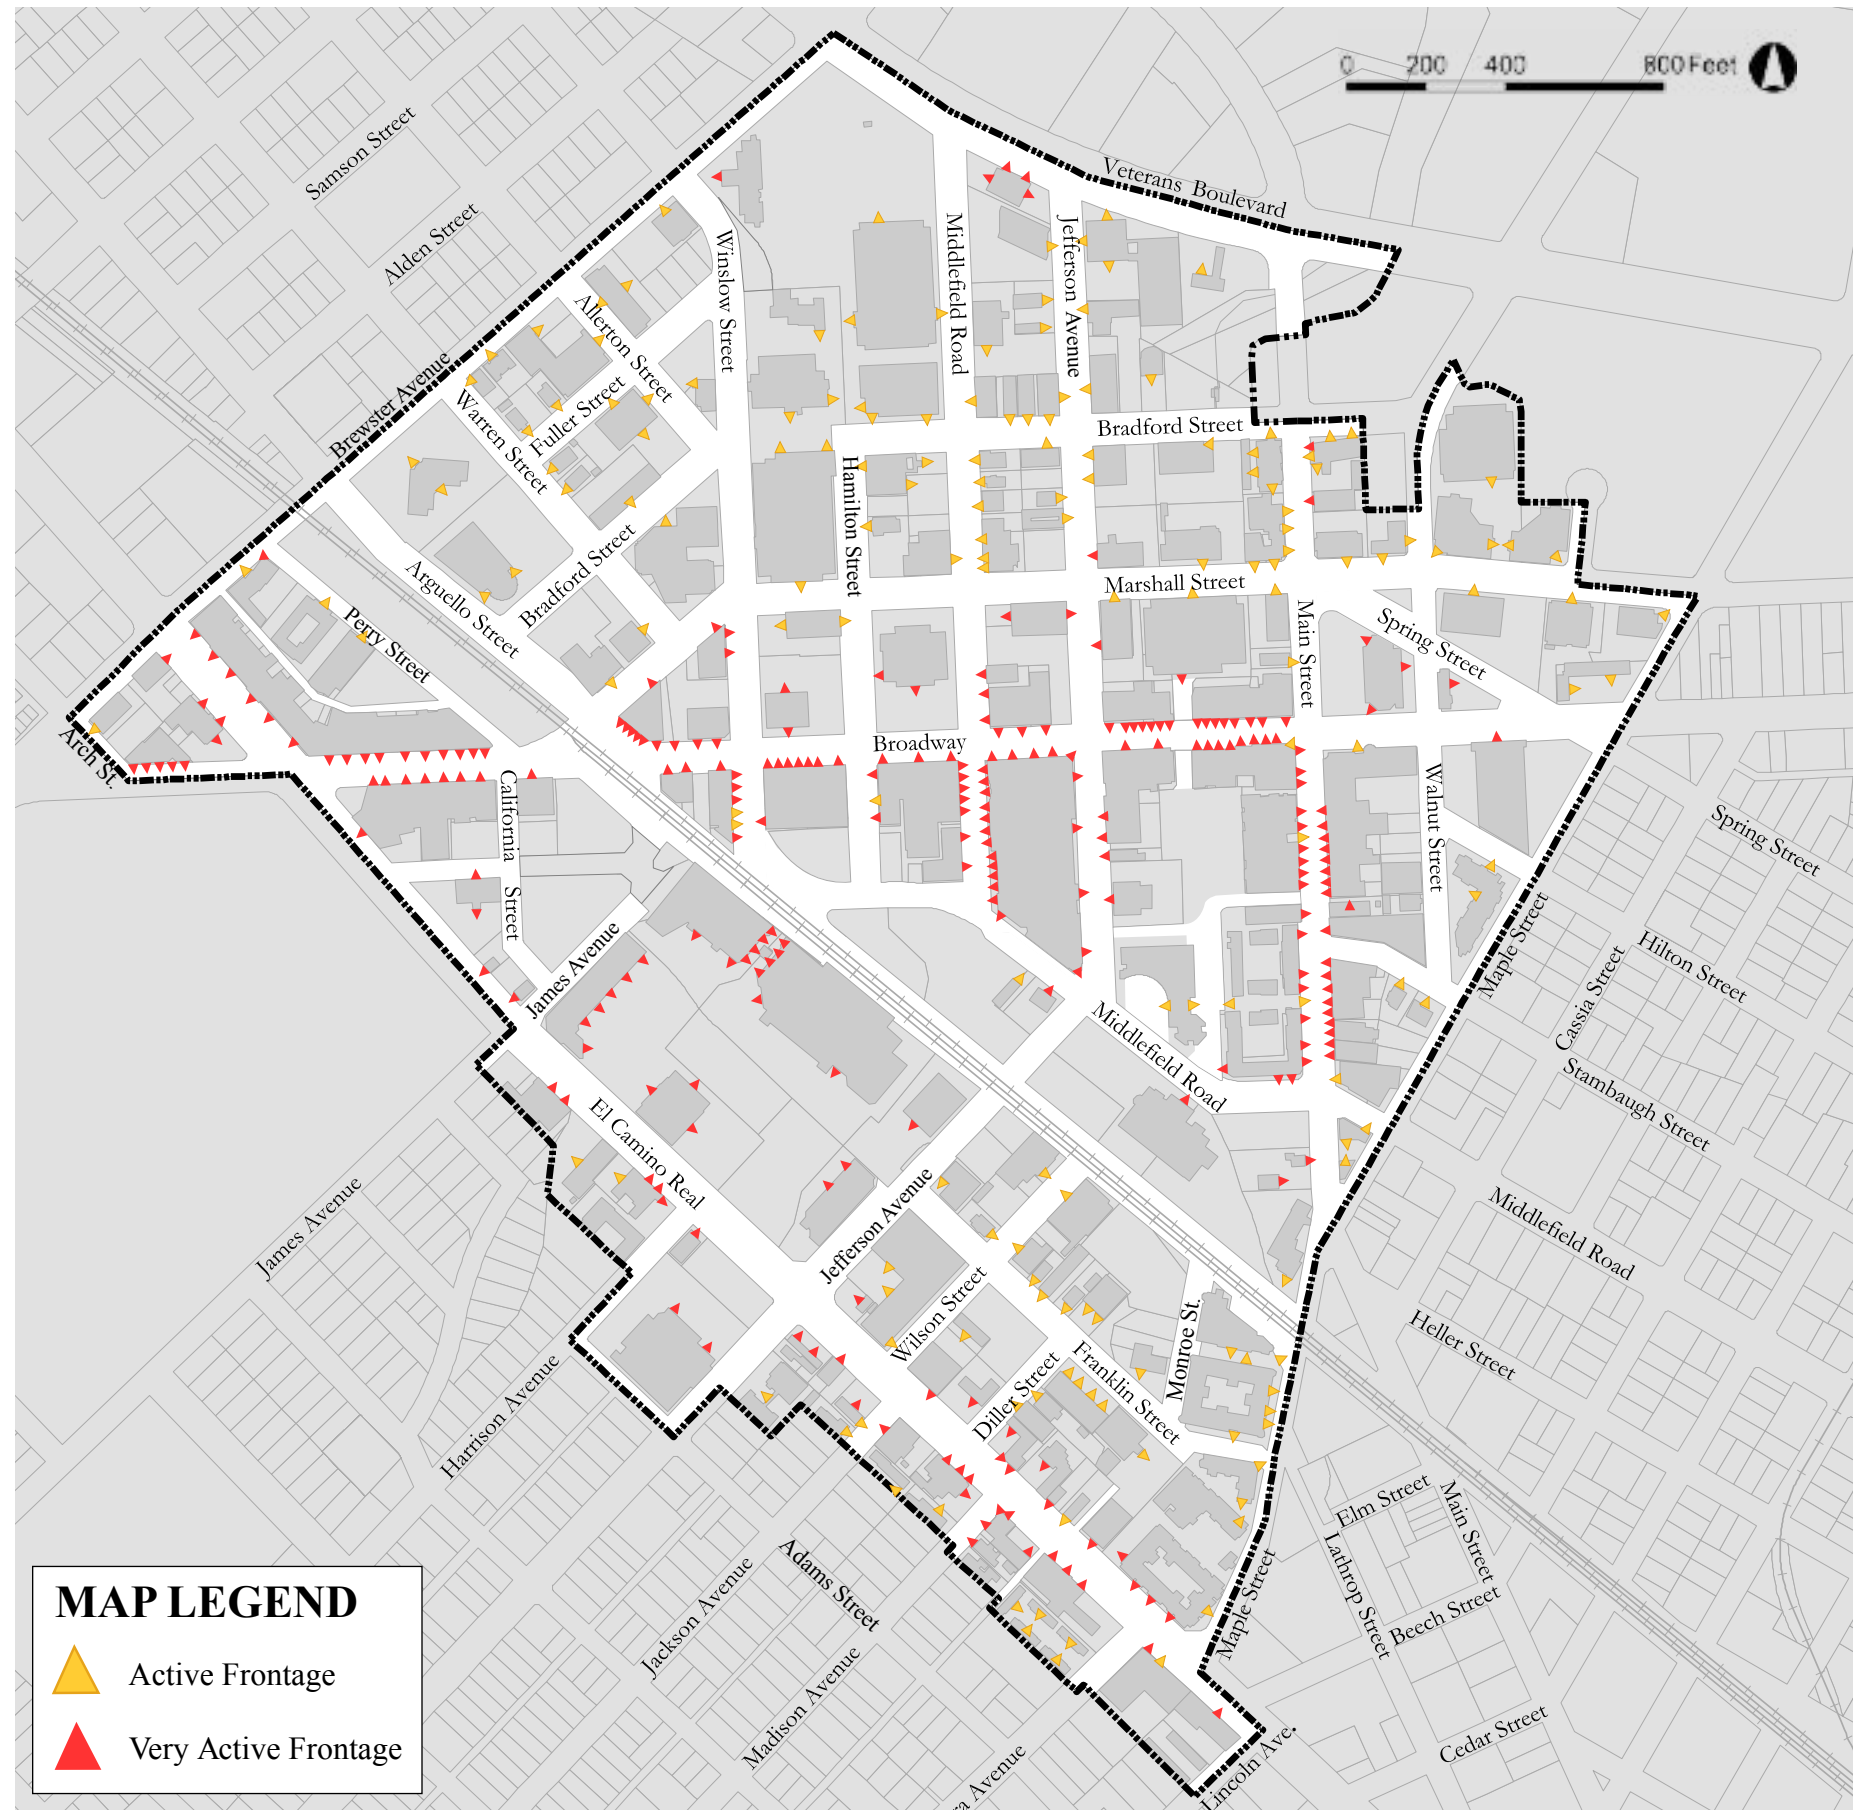 0 200 400 800 Feet
Samson Street
Veterans Boulevard
Alden Street
Winslow Street
Middlefield Road
Jefferson Avenue
Allerton Street
Brewster Avenue
Fuller Street
Warren Street
Bradford Street
Hamilton Street
Bradford Street
Arguello Street
Marshall Street
Perry Street
Main Street
Spring Street
Arch St.
Broadway
California Street
Walnut Street
Spring Street
James Avenue
Maple Street
Hilton Street
Cassia Street
Middlefield Road
Stambaugh Street
El Camino Real
James Avenue
Jefferson Avenue
Middlefield Road
Wilson Street
Monroe St.
Heller Street
Franklin Street
Diller Street
Harrison Avenue
Elm Street
Main Street
Lathrop Street
Beech Street
Adams Street
Jackson Avenue
Maple Street
Madison Avenue
Cedar Street
Lincoln Ave.
Avenue
MAP LEGEND
Active Frontage
Very Active Frontage